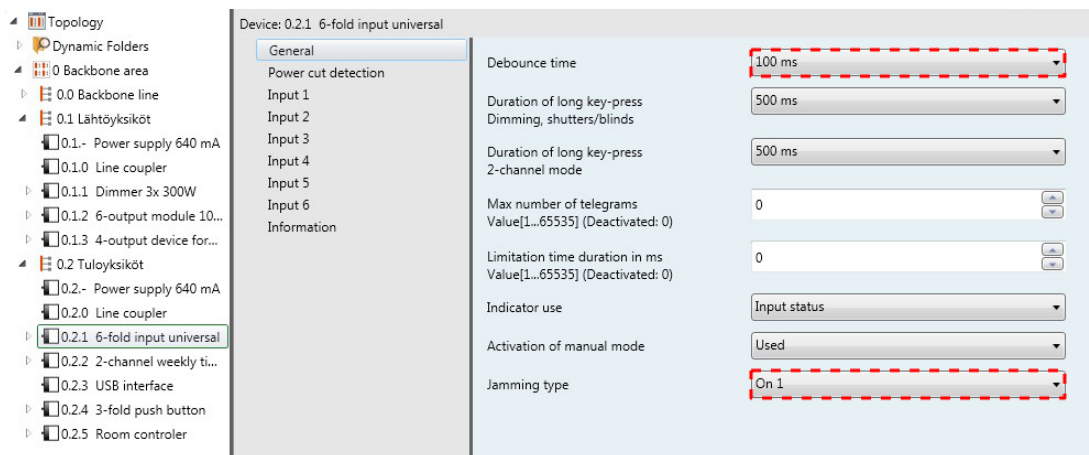 Topology
Dynamic Folders
0 Backbone area
0.0 Backbone line
0.1 Lähtöyksiköt
0.1.- Power supply 640 mA
0.1.0 Line coupler
0.1.1 Dimmer 3x 300W
0.1.2 6-output module 10...
0.1.3 4-output device for...
0.2 Tuloyksiköt
0.2.- Power supply 640 mA
0.2.0 Line coupler
0.2.1 6-fold input universal
0.2.2 2-channel weekly ti...
0.2.3 USB interface
0.2.4 3-fold push button
0.2.5 Room controler
Device: 0.2.1 6-fold input universal
General
Power cut detection
Input 1
Input 2
Input 3
Input 4
Input 5
Input 6
Information
Debounce time
100 ms
Duration of long key-press
Dimming, shutters/blinds
500 ms
Duration of long key-press
2-channel mode
500 ms
Max number of telegrams
Value[1...65535] (Deactivated: 0)
0
Limitation time duration in ms
Value[1...65535] (Deactivated: 0)
0
Indicator use
Input status
Activation of manual mode
Used
Jamming type
On 1